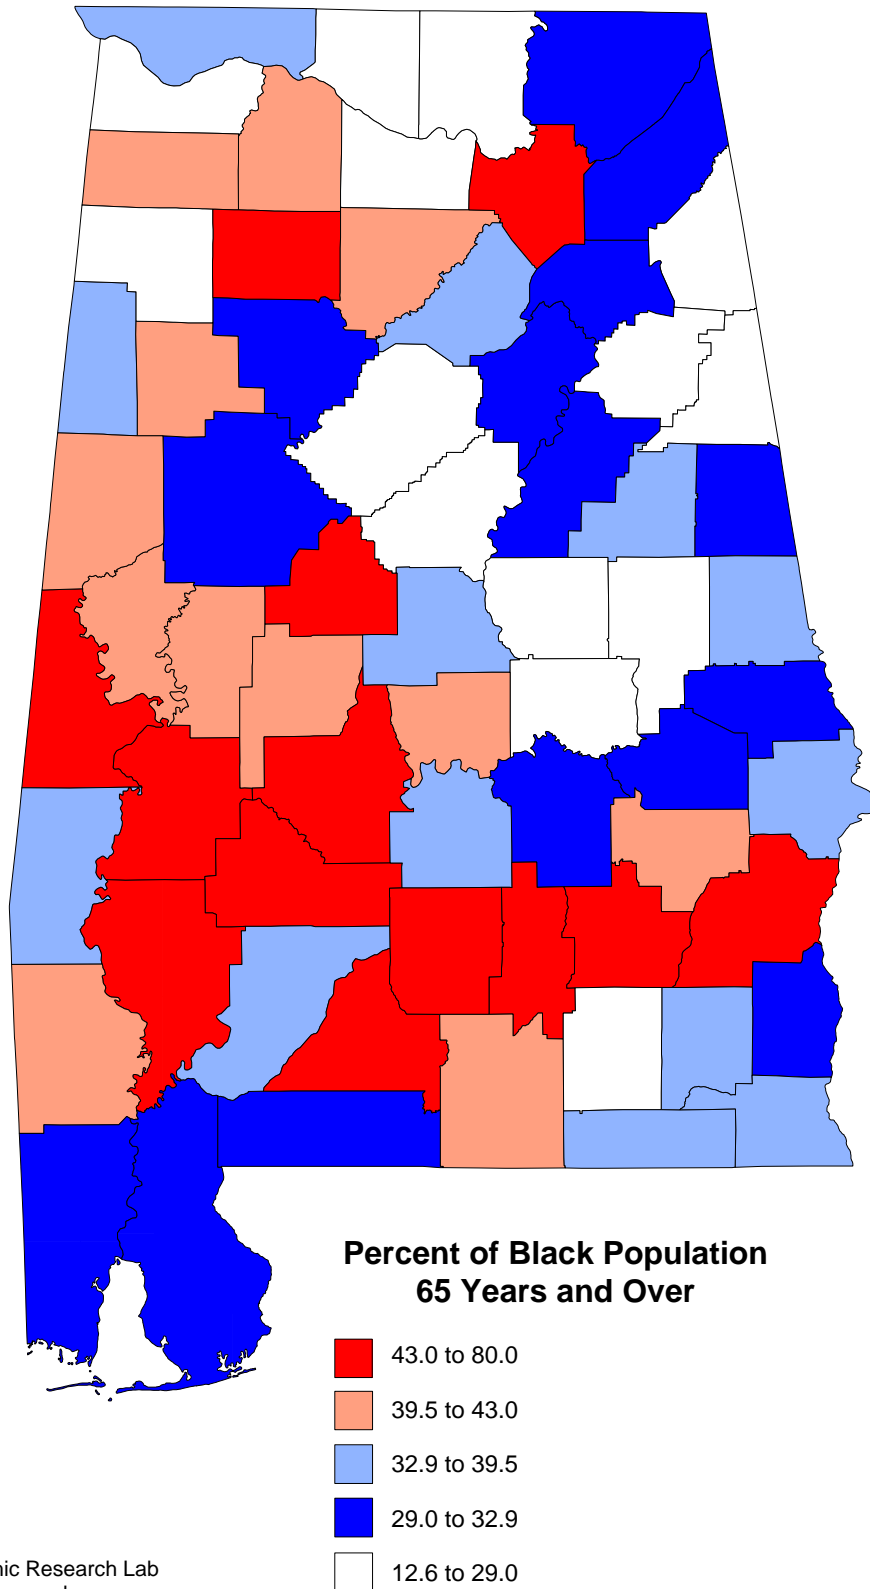 Percent of Black Population
65 Years and Over
43.0 to 80.0
39.5 to 43.0
32.9 to 39.5
29.0 to 32.9
12.6 to 29.0
Research Lab